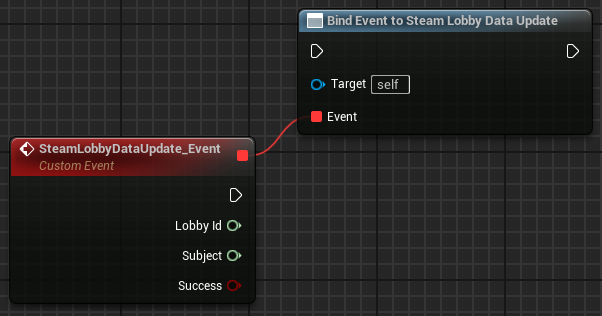 Bind Event to Steam Lobby Data Update
Target self
Event
SteamLobbyDataUpdate_Event
Custom Event
Lobby Id
Subject
Success